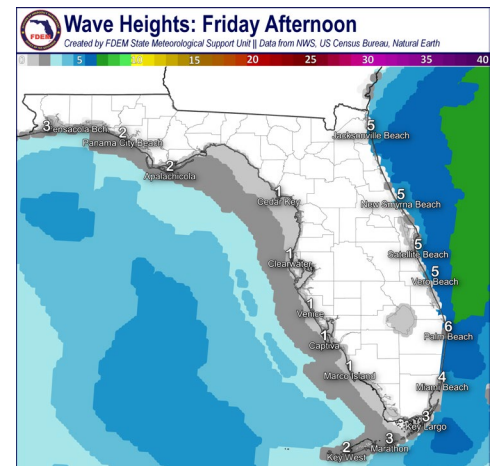 FDEM
Wave Heights: Friday Afternoon
Created by FDEM State Meteorological Support Unit || Data from NWS, US Census Bureau, Natural Earth
0 5 10 15 20 25 30 35 40
3 Pensacola Bch
2
Panama City Beach
2
Apalachicola
5
Jacksonville Beach
1
Cedar Key
5
New Smyrna Beach
5
Satellite Beach
1
Clearwater
5
Vero Beach
1
Venice
6
Palm Beach
1
Captiva
1
Marco Island
4
Miami Beach
3
Key Largo
3
Marathon
2
Key West